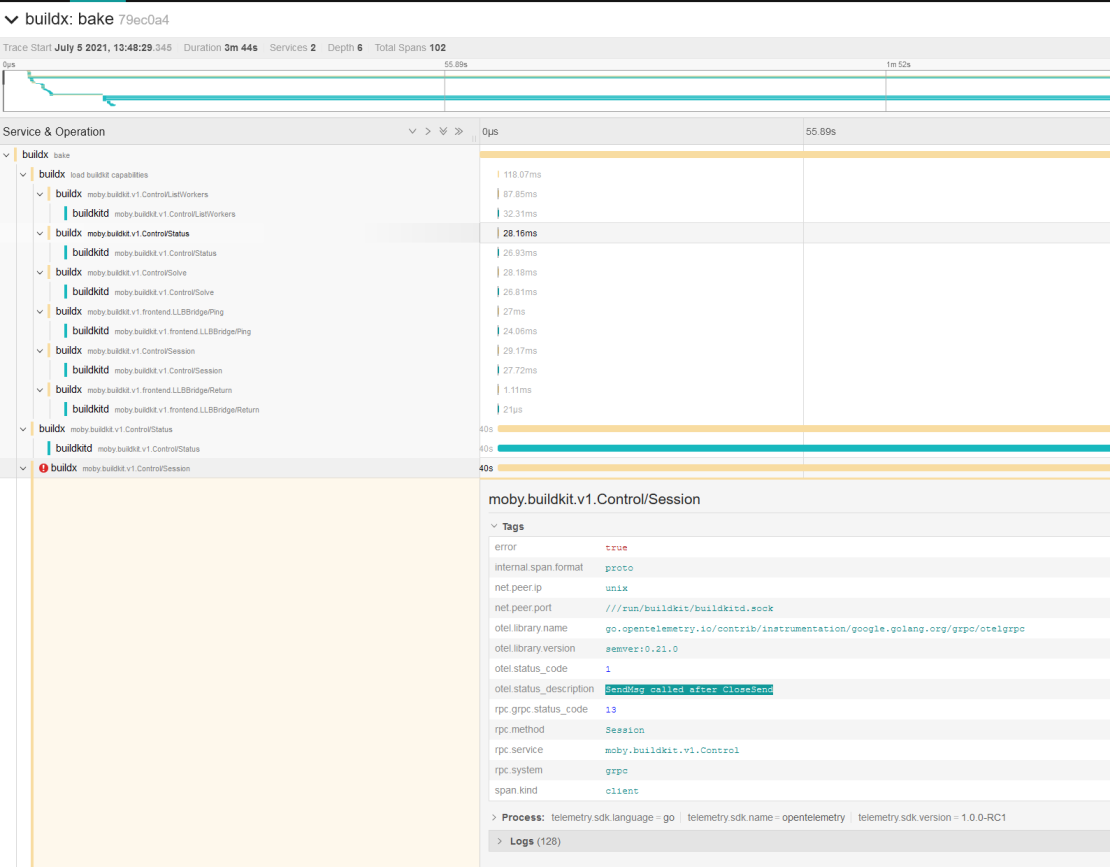 buildx: bake 79ec0a4
Trace Start July 5 2021, 13:48:29.345 Duration 3m 44s Services 2 Depth 6 Total Spans 102
0μs 55.89s 1m 52s
Service & Operation 0μs 55.89s
buildx bake
buildx load buildkit capabilities 118.07ms
buildx moby.buildkit.v1.Control/ListWorkers 87.85ms
buildkitd moby.buildkit.v1.Control/ListWorkers 32.31ms
buildx moby.buildkit.v1.Control/Status 28.16ms
buildkitd moby.buildkit.v1.Control/Status 26.93ms
buildx moby.buildkit.v1.Control/Solve 28.18ms
buildkitd moby.buildkit.v1.Control/Solve 26.81ms
buildx moby.buildkit.v1.frontend.LLBBridge/Ping 27ms
buildkitd moby.buildkit.v1.frontend.LLBBridge/Ping 24.06ms
buildx moby.buildkit.v1.Control/Session 29.17ms
buildkitd moby.buildkit.v1.Control/Session 27.72ms
buildx moby.buildkit.v1.frontend.LLBBridge/Return 1.11ms
buildkitd moby.buildkit.v1.frontend.LLBBridge/Return 21μs
buildx moby.buildkit.v1.Control/Status 40s
buildkitd moby.buildkit.v1.Control/Status 40s
buildx moby.buildkit.v1.Control/Session 40s
moby.buildkit.v1.Control/Session
Tags
error true
internal.span.format proto
net.peer.ip unix
net.peer.port ///run/buildkit/buildkitd.sock
otel.library.name go.opentelemetry.io/contrib/instrumentation/google.golang.org/grpc/otelgrpc
otel.library.version semver:0.21.0
otel.status_code 1
otel.status_description SendMsg called after CloseSend
rpc.grpc.status_code 13
rpc.method Session
rpc.service moby.buildkit.v1.Control
rpc.system grpc
span.kind client
Process: telemetry.sdk.language = go telemetry.sdk.name = opentelemetry telemetry.sdk.version = 1.0.0-RC1
Logs (128)